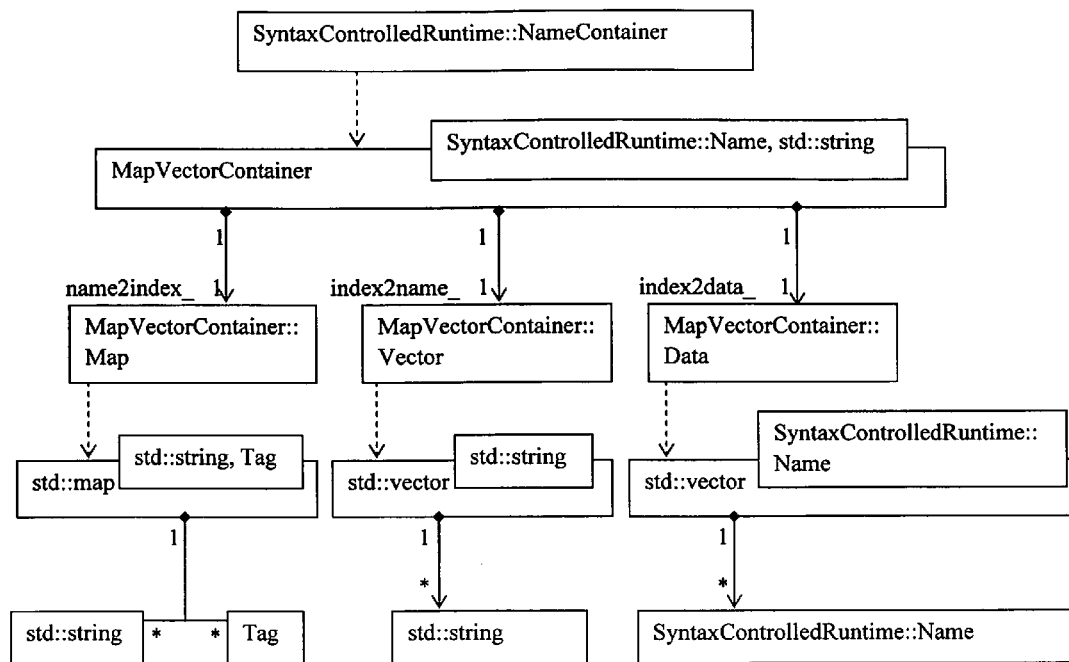 SyntaxControlledRuntime::NameContainer
SyntaxControlledRuntime::Name, std::string
MapVectorContainer
1
1
1
name2index_ 1
index2name_ 1
index2data_ 1
MapVectorContainer::
Map
MapVectorContainer::
Vector
MapVectorContainer::
Data
std::string, Tag
std::map
std::string
std::vector
SyntaxControlledRuntime::
Name
std::vector
1
1
1
*
*
std::string * * Tag
std::string
SyntaxControlledRuntime::Name